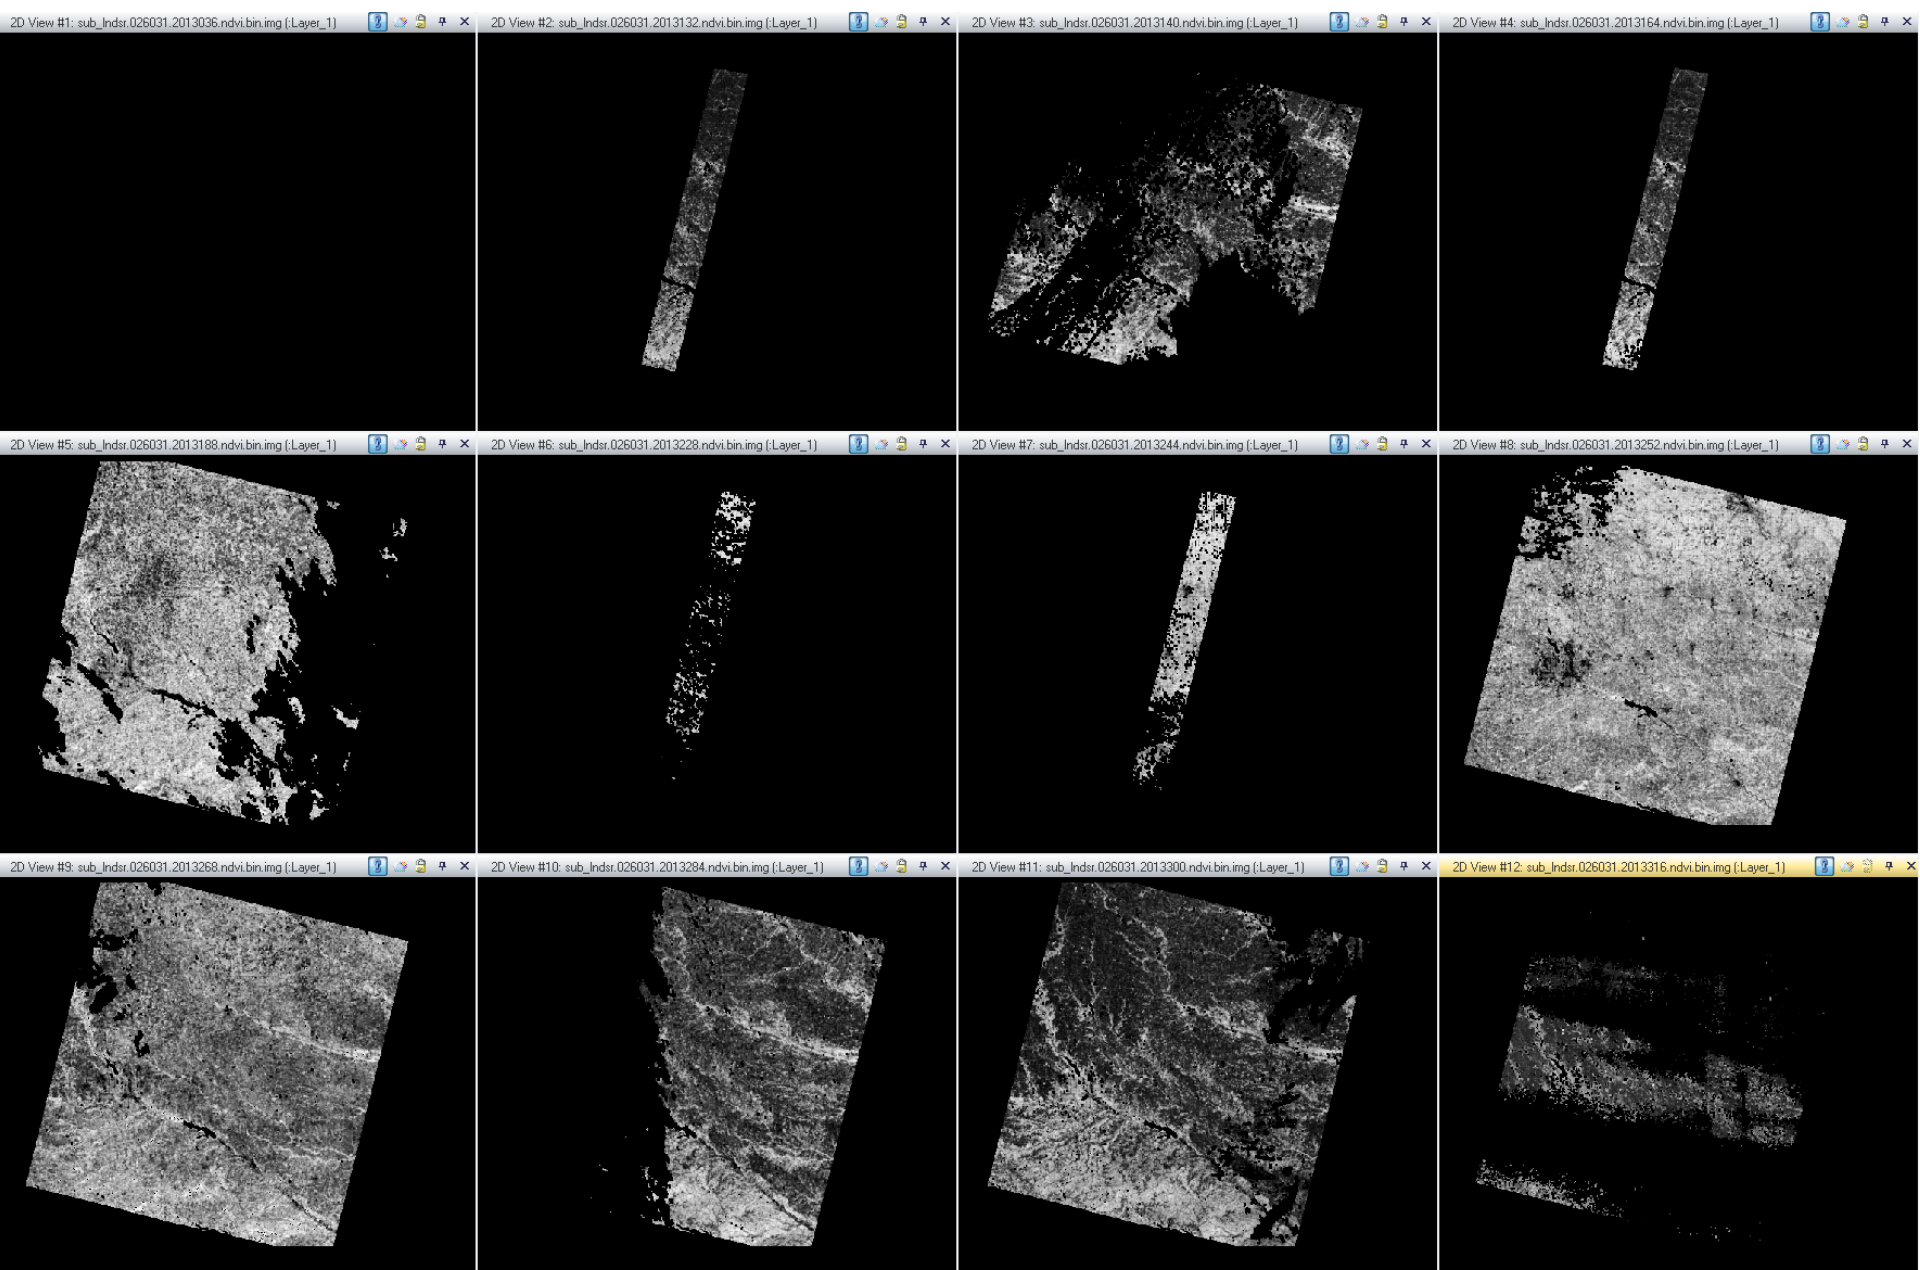 2D View #1: sub_lndsr.026031.2013036.ndvi.bin.img (:Layer_1)
2D View #2: sub_lndsr.026031.2013132.ndvi.bin.img (:Layer_1)
2D View #3: sub_lndsr.026031.2013140.ndvi.bin.img (:Layer_1)
2D View #4: sub_lndsr.026031.2013164.ndvi.bin.img (:Layer_1)
2D View #5: sub_lndsr.026031.2013188.ndvi.bin.img (:Layer_1)
2D View #6: sub_lndsr.026031.2013228.ndvi.bin.img (:Layer_1)
2D View #7: sub_lndsr.026031.2013244.ndvi.bin.img (:Layer_1)
2D View #8: sub_lndsr.026031.2013252.ndvi.bin.img (:Layer_1)
2D View #9: sub_lndsr.026031.2013268.ndvi.bin.img (:Layer_1)
2D View #10: sub_lndsr.026031.2013284.ndvi.bin.img (:Layer_1)
2D View #11: sub_lndsr.026031.2013300.ndvi.bin.img (:Layer_1)
2D View #12: sub_lndsr.026031.2013316.ndvi.bin.img (:Layer_1)